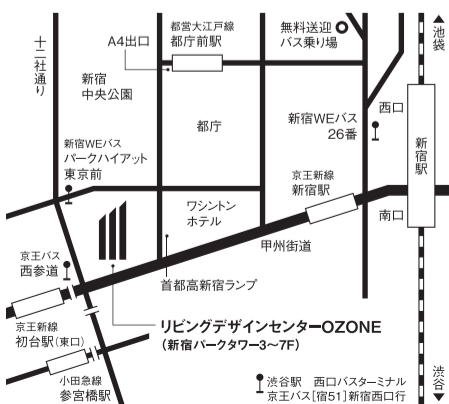 十二社通り
都営大江戸線
都庁前駅
A4出口
無料送迎
バス乗り場
▲池袋
新宿
中央公園
都庁
新宿WEバス
26番
西口
新宿駅
新宿WEバス
パークハイアット
東京前
京王新線
新宿駅
ワシントン
ホテル
南口
甲州街道
京王バス
西参道
首都高新宿ランプ
京王新線
初台駅(東口)
リビングデザインセンターOZONE
(新宿パークタワー3〜7F)
小田急線
参宮橋駅
渋谷駅 西口バスターミナル
京王バス[宿51]新宿西口行
渋谷▼